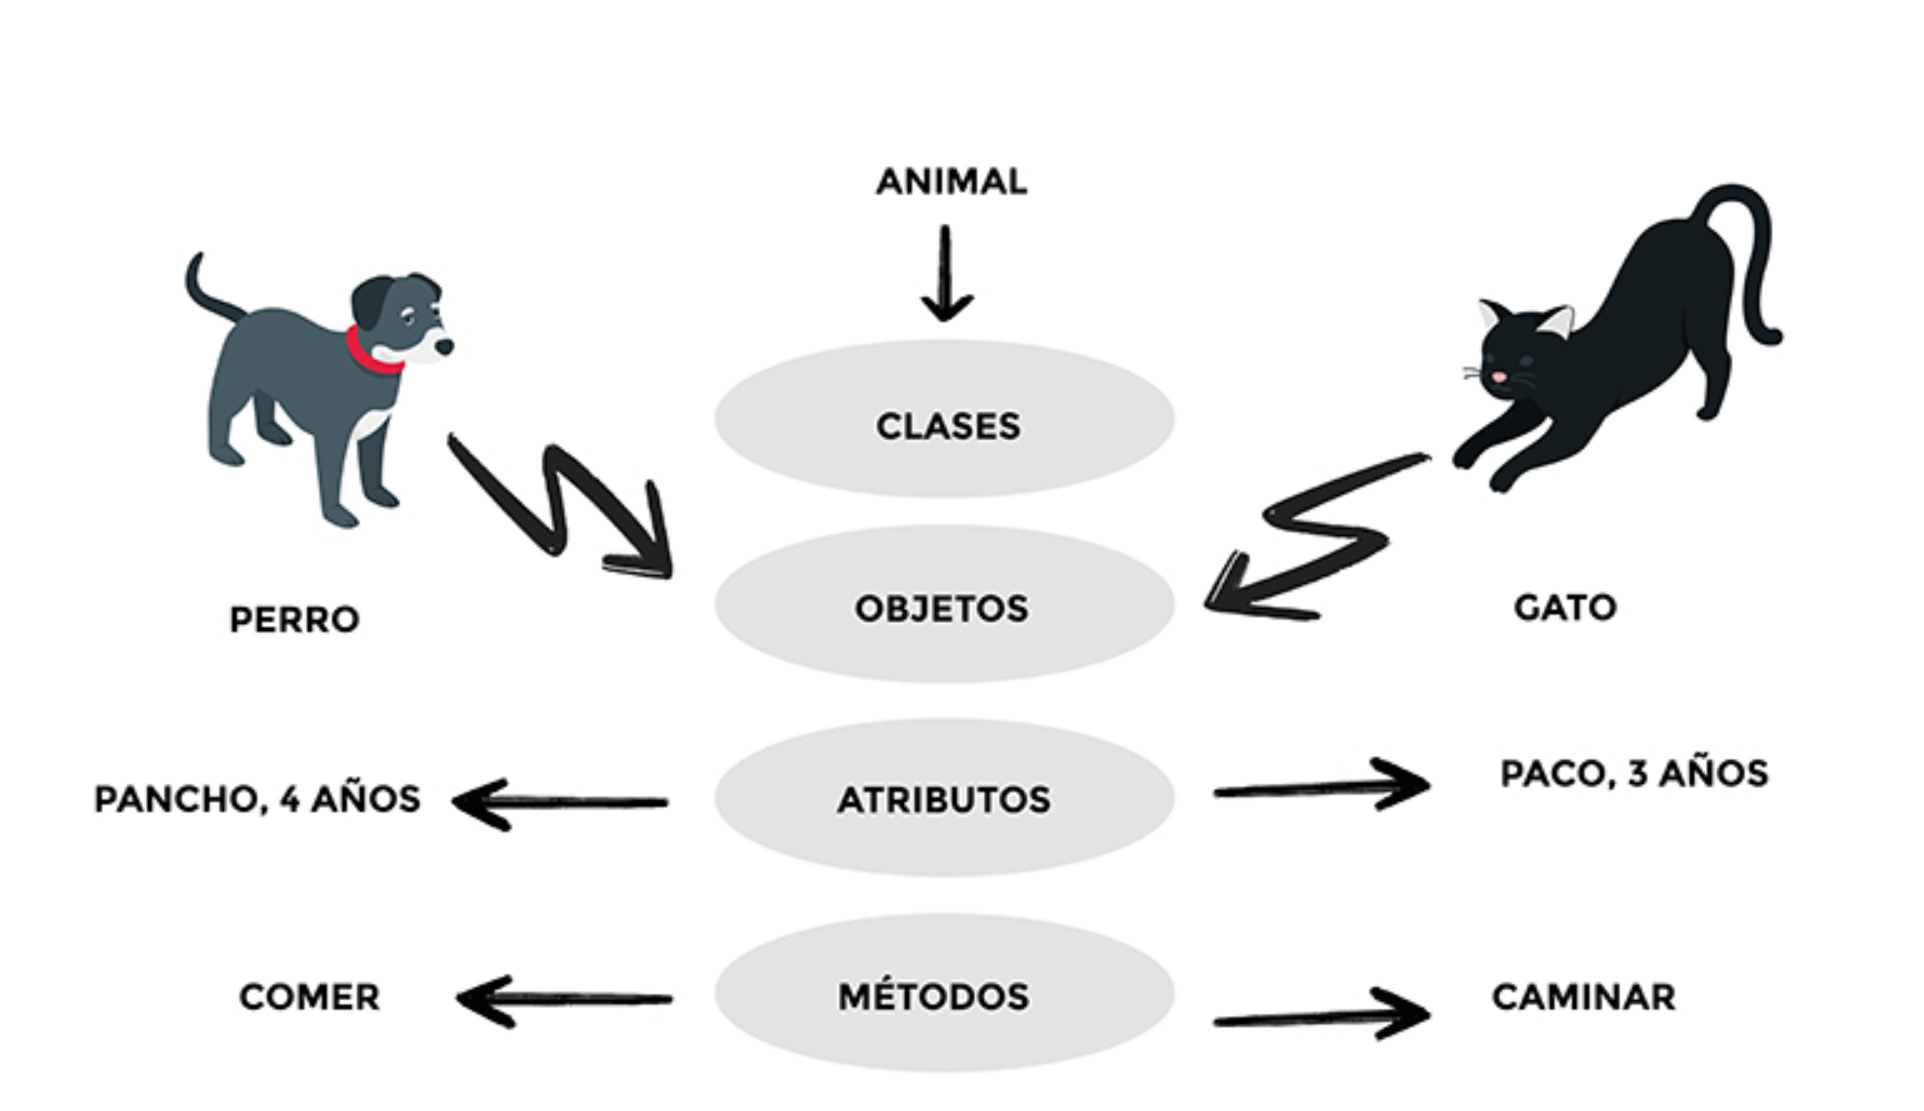 ANIMAL
CLASES
PERRO
OBJETOS
GATO
PANCHO, 4 AÑOS
ATRIBUTOS
PACO, 3 AÑOS
COMER
MÉTODOS
CAMINAR